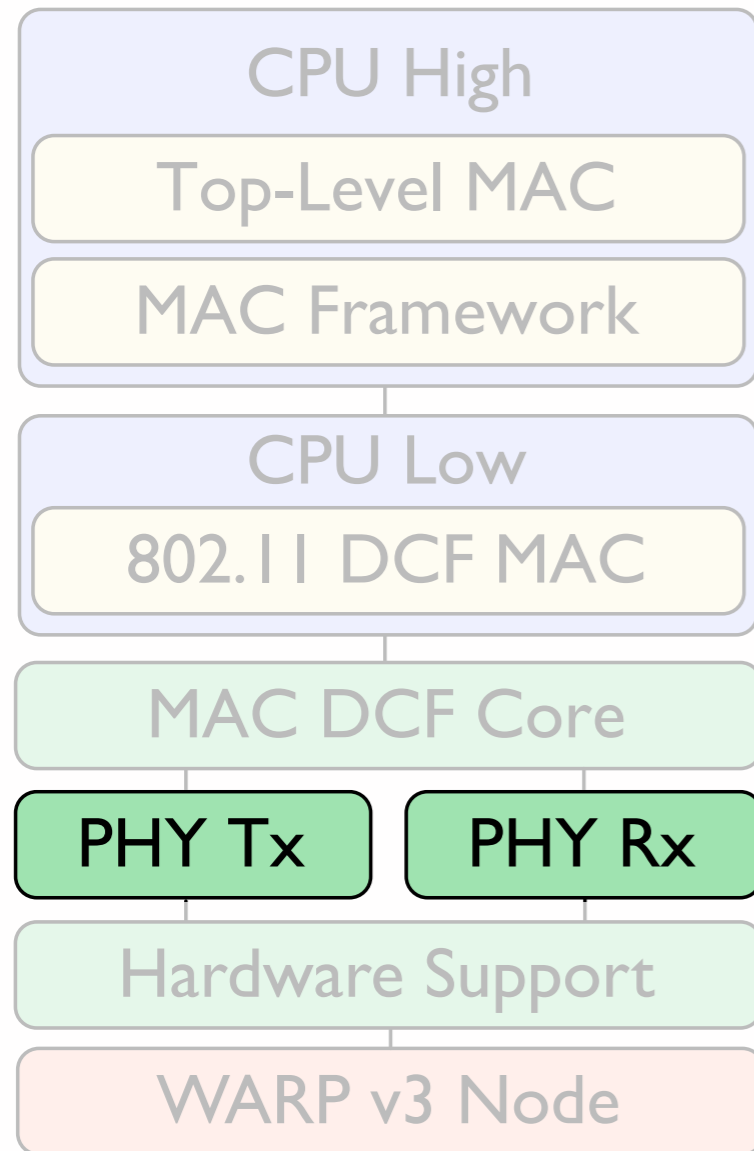 CPU High
Top-Level MAC
MAC Framework
CPU Low
802.11 DCF MAC
MAC DCF Core
PHY Tx
PHY Rx
Hardware Support
WARP v3 Node